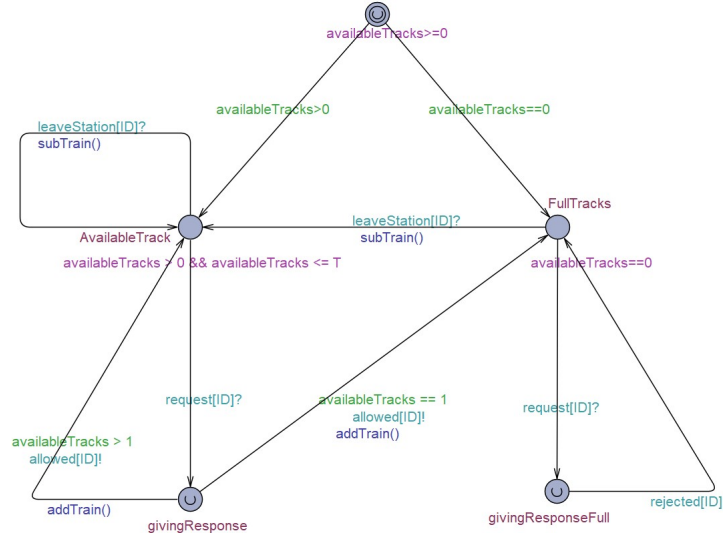 availableTracks>=0
availableTracks>0
availableTracks==0
leaveStation[ID]?
subTrain()
FullTracks
leaveStation[ID]?
subTrain()
AvailableTrack
availableTracks > 0 && availableTracks <= T
availableTracks==0
request[ID]?
availableTracks == 1
allowed[ID]!
addTrain()
request[ID]?
availableTracks > 1
allowed[ID]!
addTrain()
givingResponse
givingResponseFull
rejected[ID]